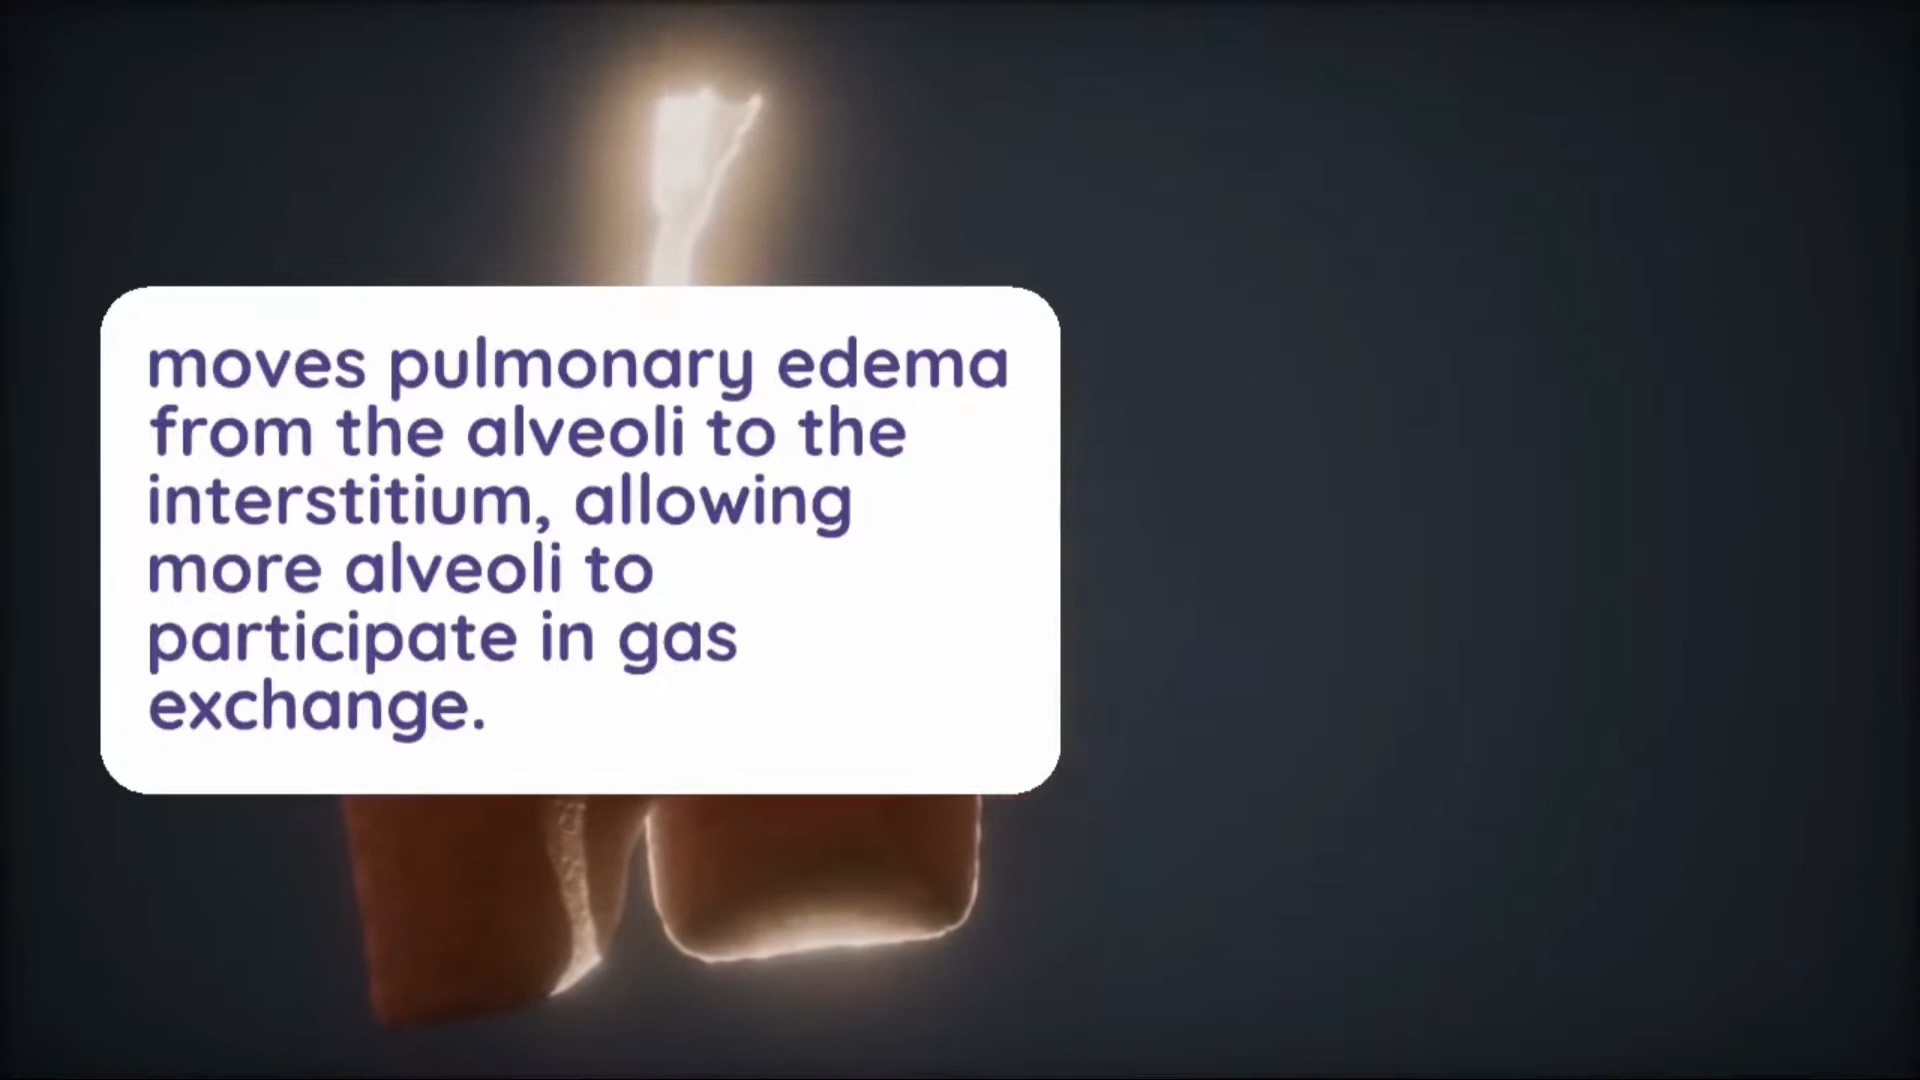 moves pulmonary edema
from the alveoli to the
interstitium, allowing
more alveoli to
participate in gas
exchange.